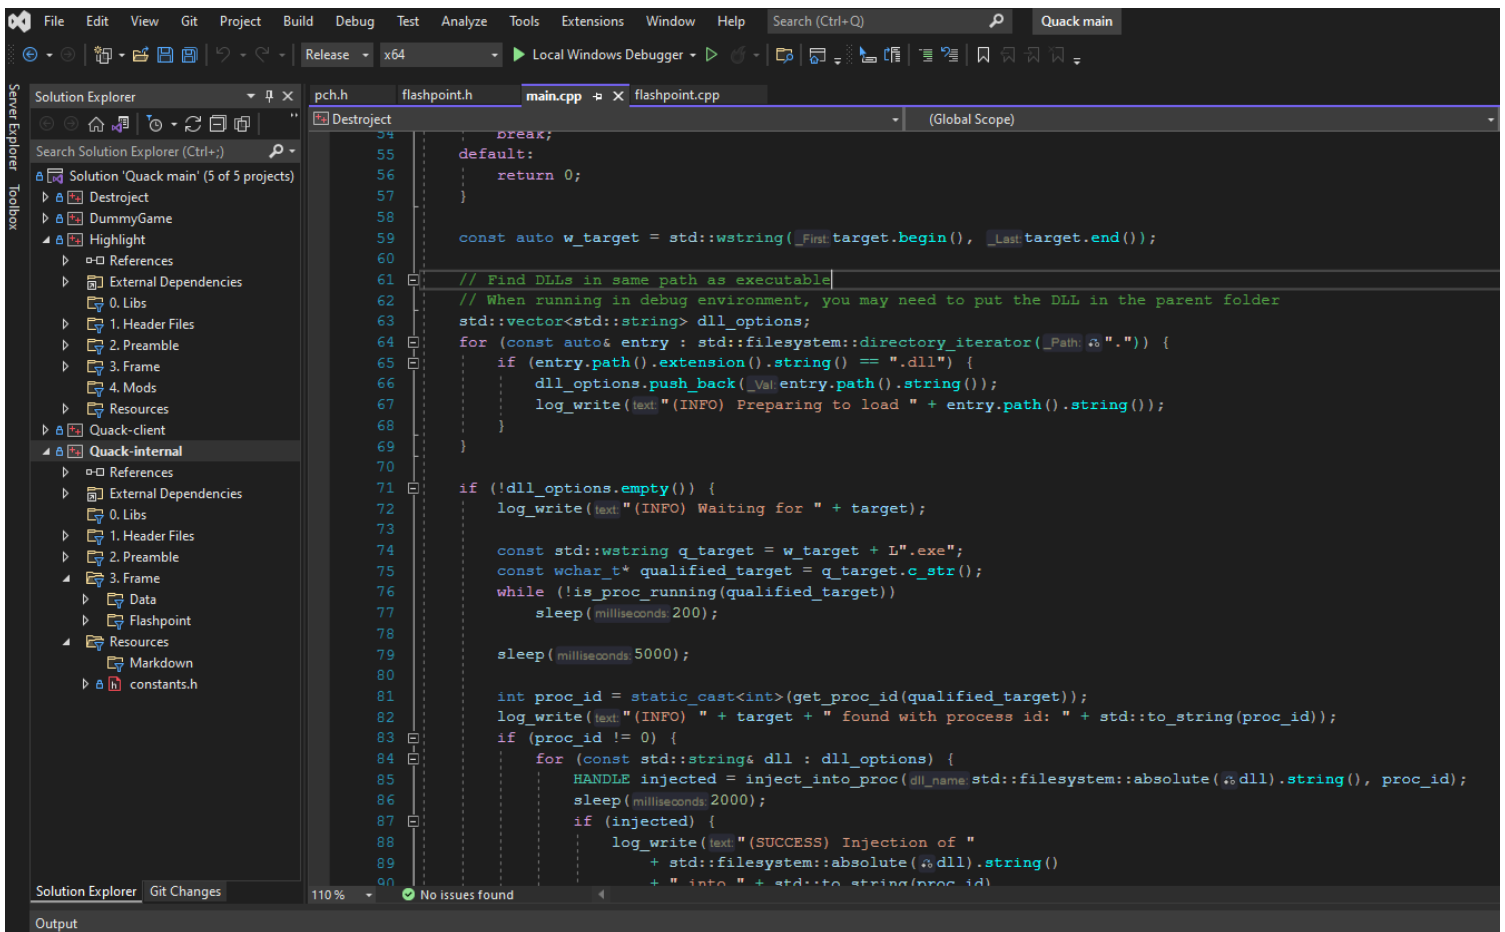 File Edit View Git Project Build Debug Test Analyze Tools Extensions Window Help Search (Ctrl+Q) Quack main
Release x64 Local Windows Debugger
Server Explorer
Toolbox
Solution Explorer
Search Solution Explorer (Ctrl+;)
Solution 'Quack main' (5 of 5 projects)
Destroject
DummyGame
Highlight
References
External Dependencies
0. Libs
1. Header Files
2. Preamble
3. Frame
4. Mods
Resources
Quack-client
Quack-internal
References
External Dependencies
0. Libs
1. Header Files
2. Preamble
3. Frame
Data
Flashpoint
Resources
Markdown
constants.h
Solution Explorer Git Changes
pch.h flashpoint.h main.cpp flashpoint.cpp
Destroject (Global Scope)
54 break;
55 default:
56 return 0;
57 }
58
59 const auto w_target = std::wstring(_First: target.begin(), _Last: target.end());
60
61 // Find DLLs in same path as executable
62 // When running in debug environment, you may need to put the DLL in the parent folder
63 std::vector<std::string> dll_options;
64 for (const auto& entry : std::filesystem::directory_iterator(_Path: ".")) {
65 if (entry.path().extension().string() == ".dll") {
66 dll_options.push_back(_Val: entry.path().string());
67 log_write(text: "(INFO) Preparing to load " + entry.path().string());
68 }
69 }
70
71 if (!dll_options.empty()) {
72 log_write(text: "(INFO) Waiting for " + target);
73
74 const std::wstring q_target = w_target + L".exe";
75 const wchar_t* qualified_target = q_target.c_str();
76 while (!is_proc_running(qualified_target))
77 sleep(milliseconds: 200);
78
79 sleep(milliseconds: 5000);
80
81 int proc_id = static_cast<int>(get_proc_id(qualified_target));
82 log_write(text: "(INFO) " + target + " found with process id: " + std::to_string(proc_id));
83 if (proc_id != 0) {
84 for (const std::string& dll : dll_options) {
85 HANDLE injected = inject_into_proc(dll_name: std::filesystem::absolute(dll).string(), proc_id);
86 sleep(milliseconds: 2000);
87 if (injected) {
88 log_write(text: "(SUCCESS) Injection of "
89 + std::filesystem::absolute(dll).string()
90 + " into " + std::to_string(proc_id)
110 % No issues found
Output